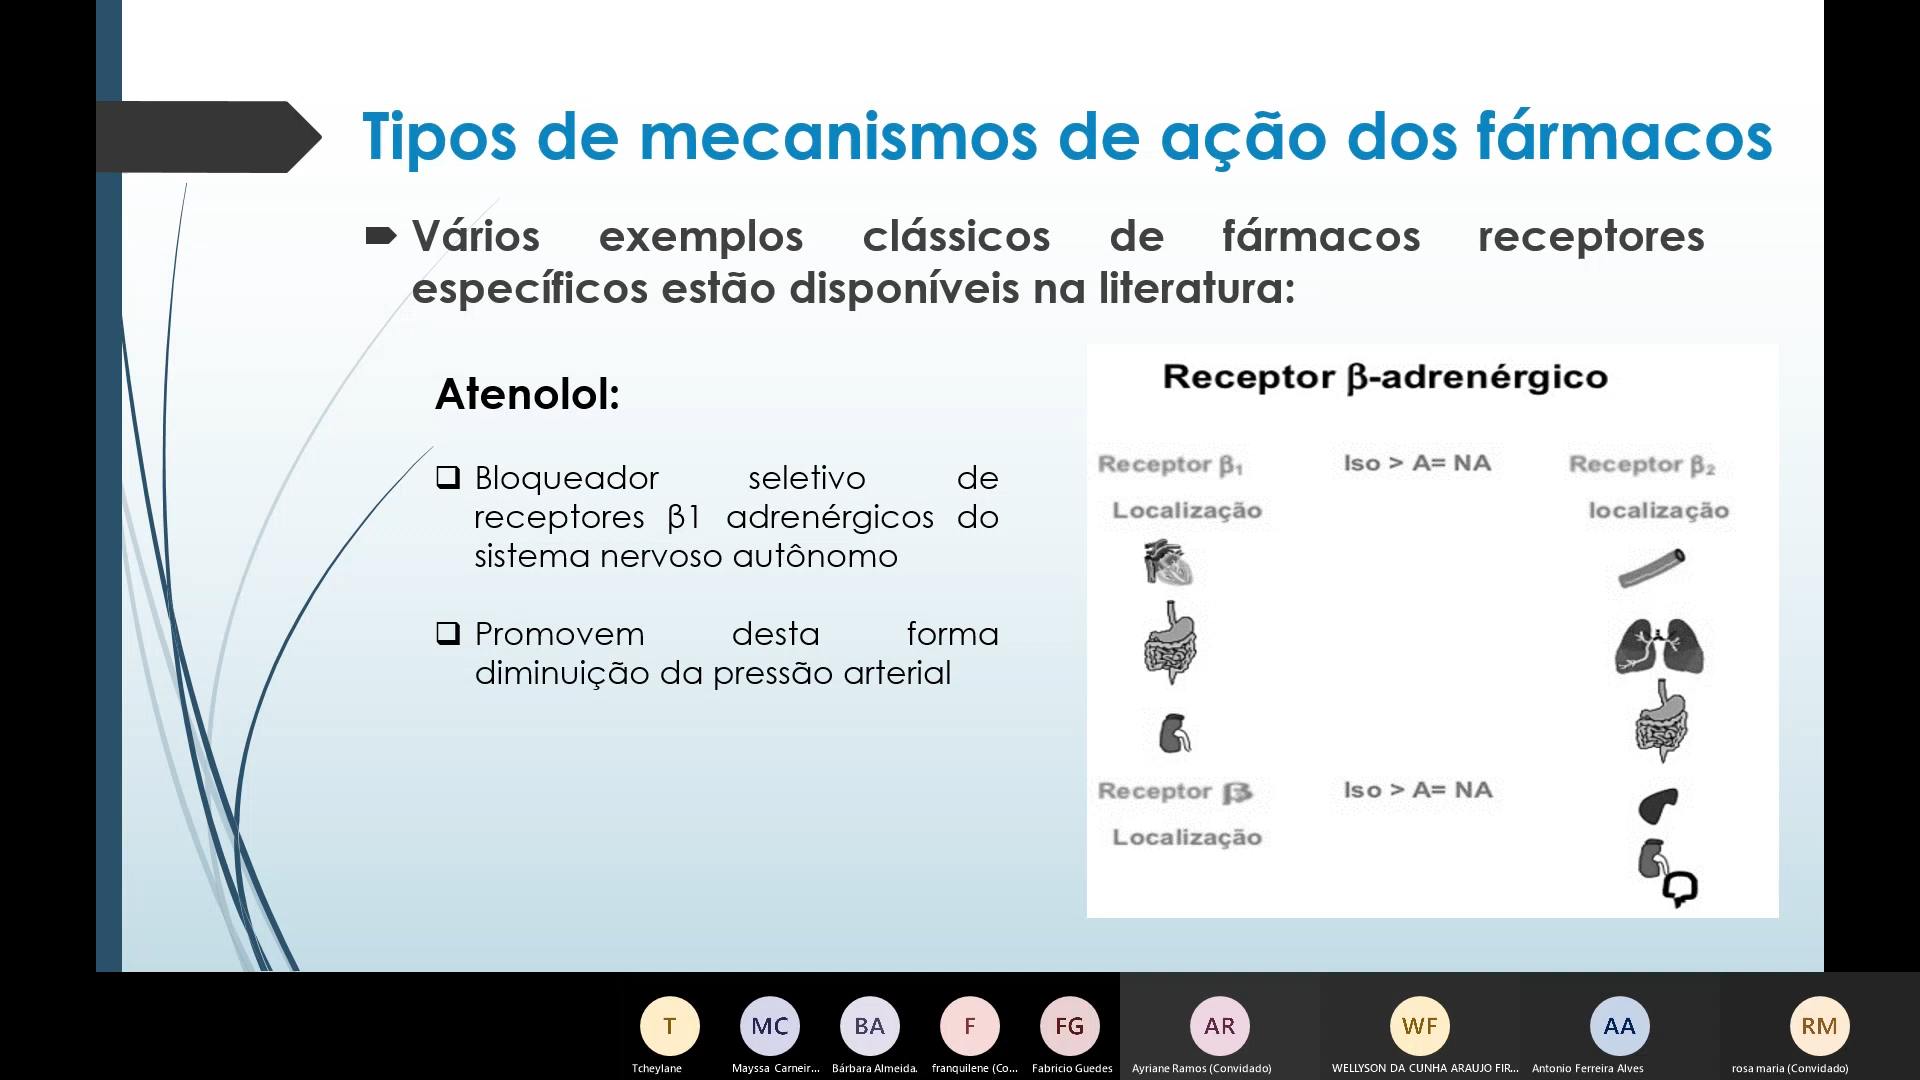 Tipos de mecanismos de ação dos fármacos
Vários exemplos clássicos de fármacos receptores
específicos estão disponíveis na literatura:
Atenolol:
Bloqueador seletivo de
receptores β1 adrenérgicos do
sistema nervoso autônomo
Promovem desta forma
diminuição da pressão arterial
Receptor β-adrenérgico
Receptor β₁
Iso > A= NA
Receptor β₂
Localização
localização
Receptor
Iso > A= NA
Localização
T
MC
BA
F
FG
AR
WF
AA
RM
Tcheylane
Mayssa Carneir...
Bárbara Almeida.
franquilene (Co...
Fabricio Guedes
Ayriane Ramos (Convidado)
WELLYSON DA CUNHA ARAUJO FIR...
Antonio Ferreira Alves
rosa maria (Convidado)